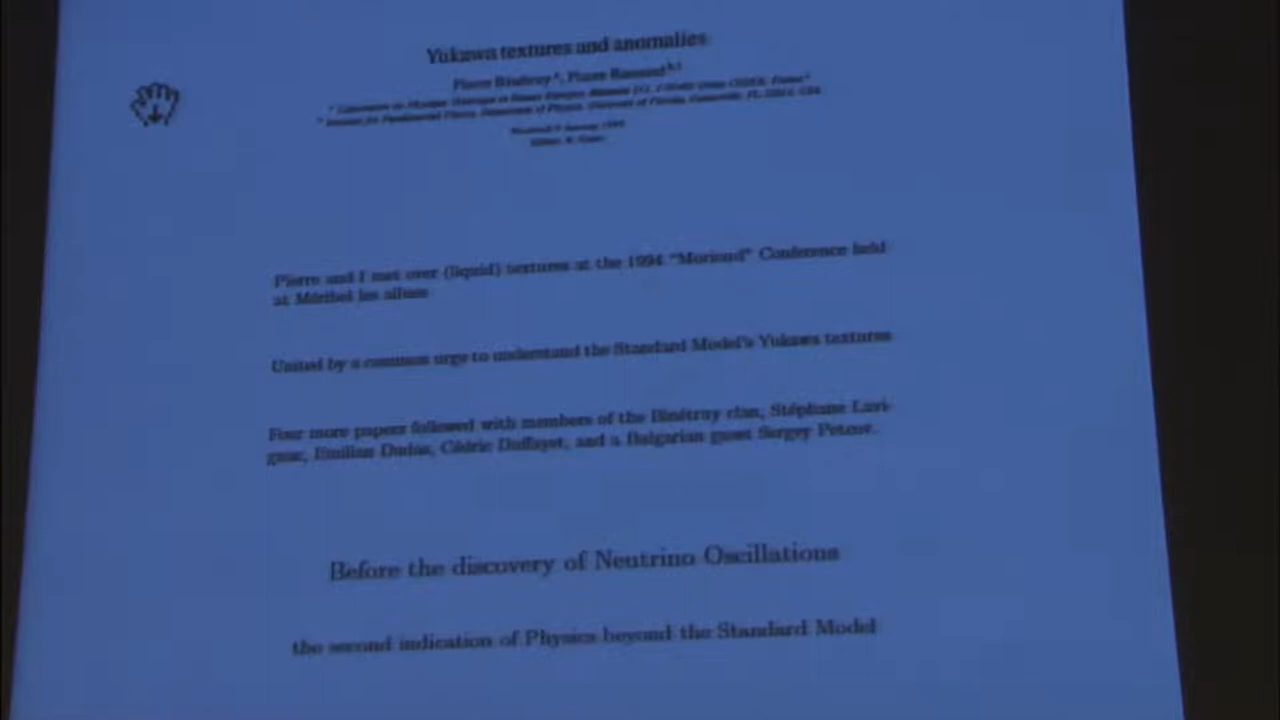 Yukawa textures and anomalies
Pierre Binétruy a, Pierre Ramond b,1
Pierre and I met over (liquid) textures at the 1994 "Moriond" Conference held
at Méribel les allues
United by a common urge to understand the Standard Model's Yukawa textures
Four more papers followed with members of the Binétruy clan, Stéphane Lavi-
gnac, Emilian Dudas, Cédric Deffayet, and a Bulgarian guest Sergey Petcov.
Before the discovery of Neutrino Oscillations
the second indication of Physics beyond the Standard Model